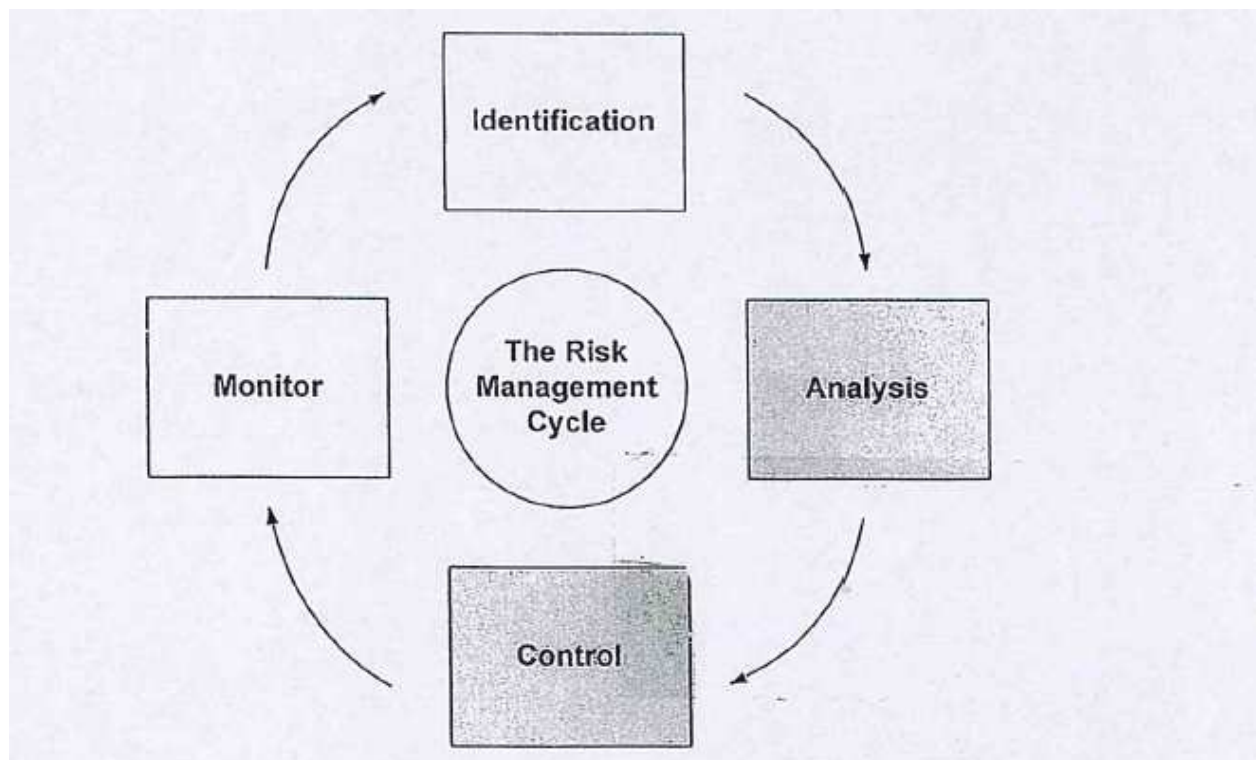 Identification
The Risk
Management
Cycle
Monitor
Analysis
Control